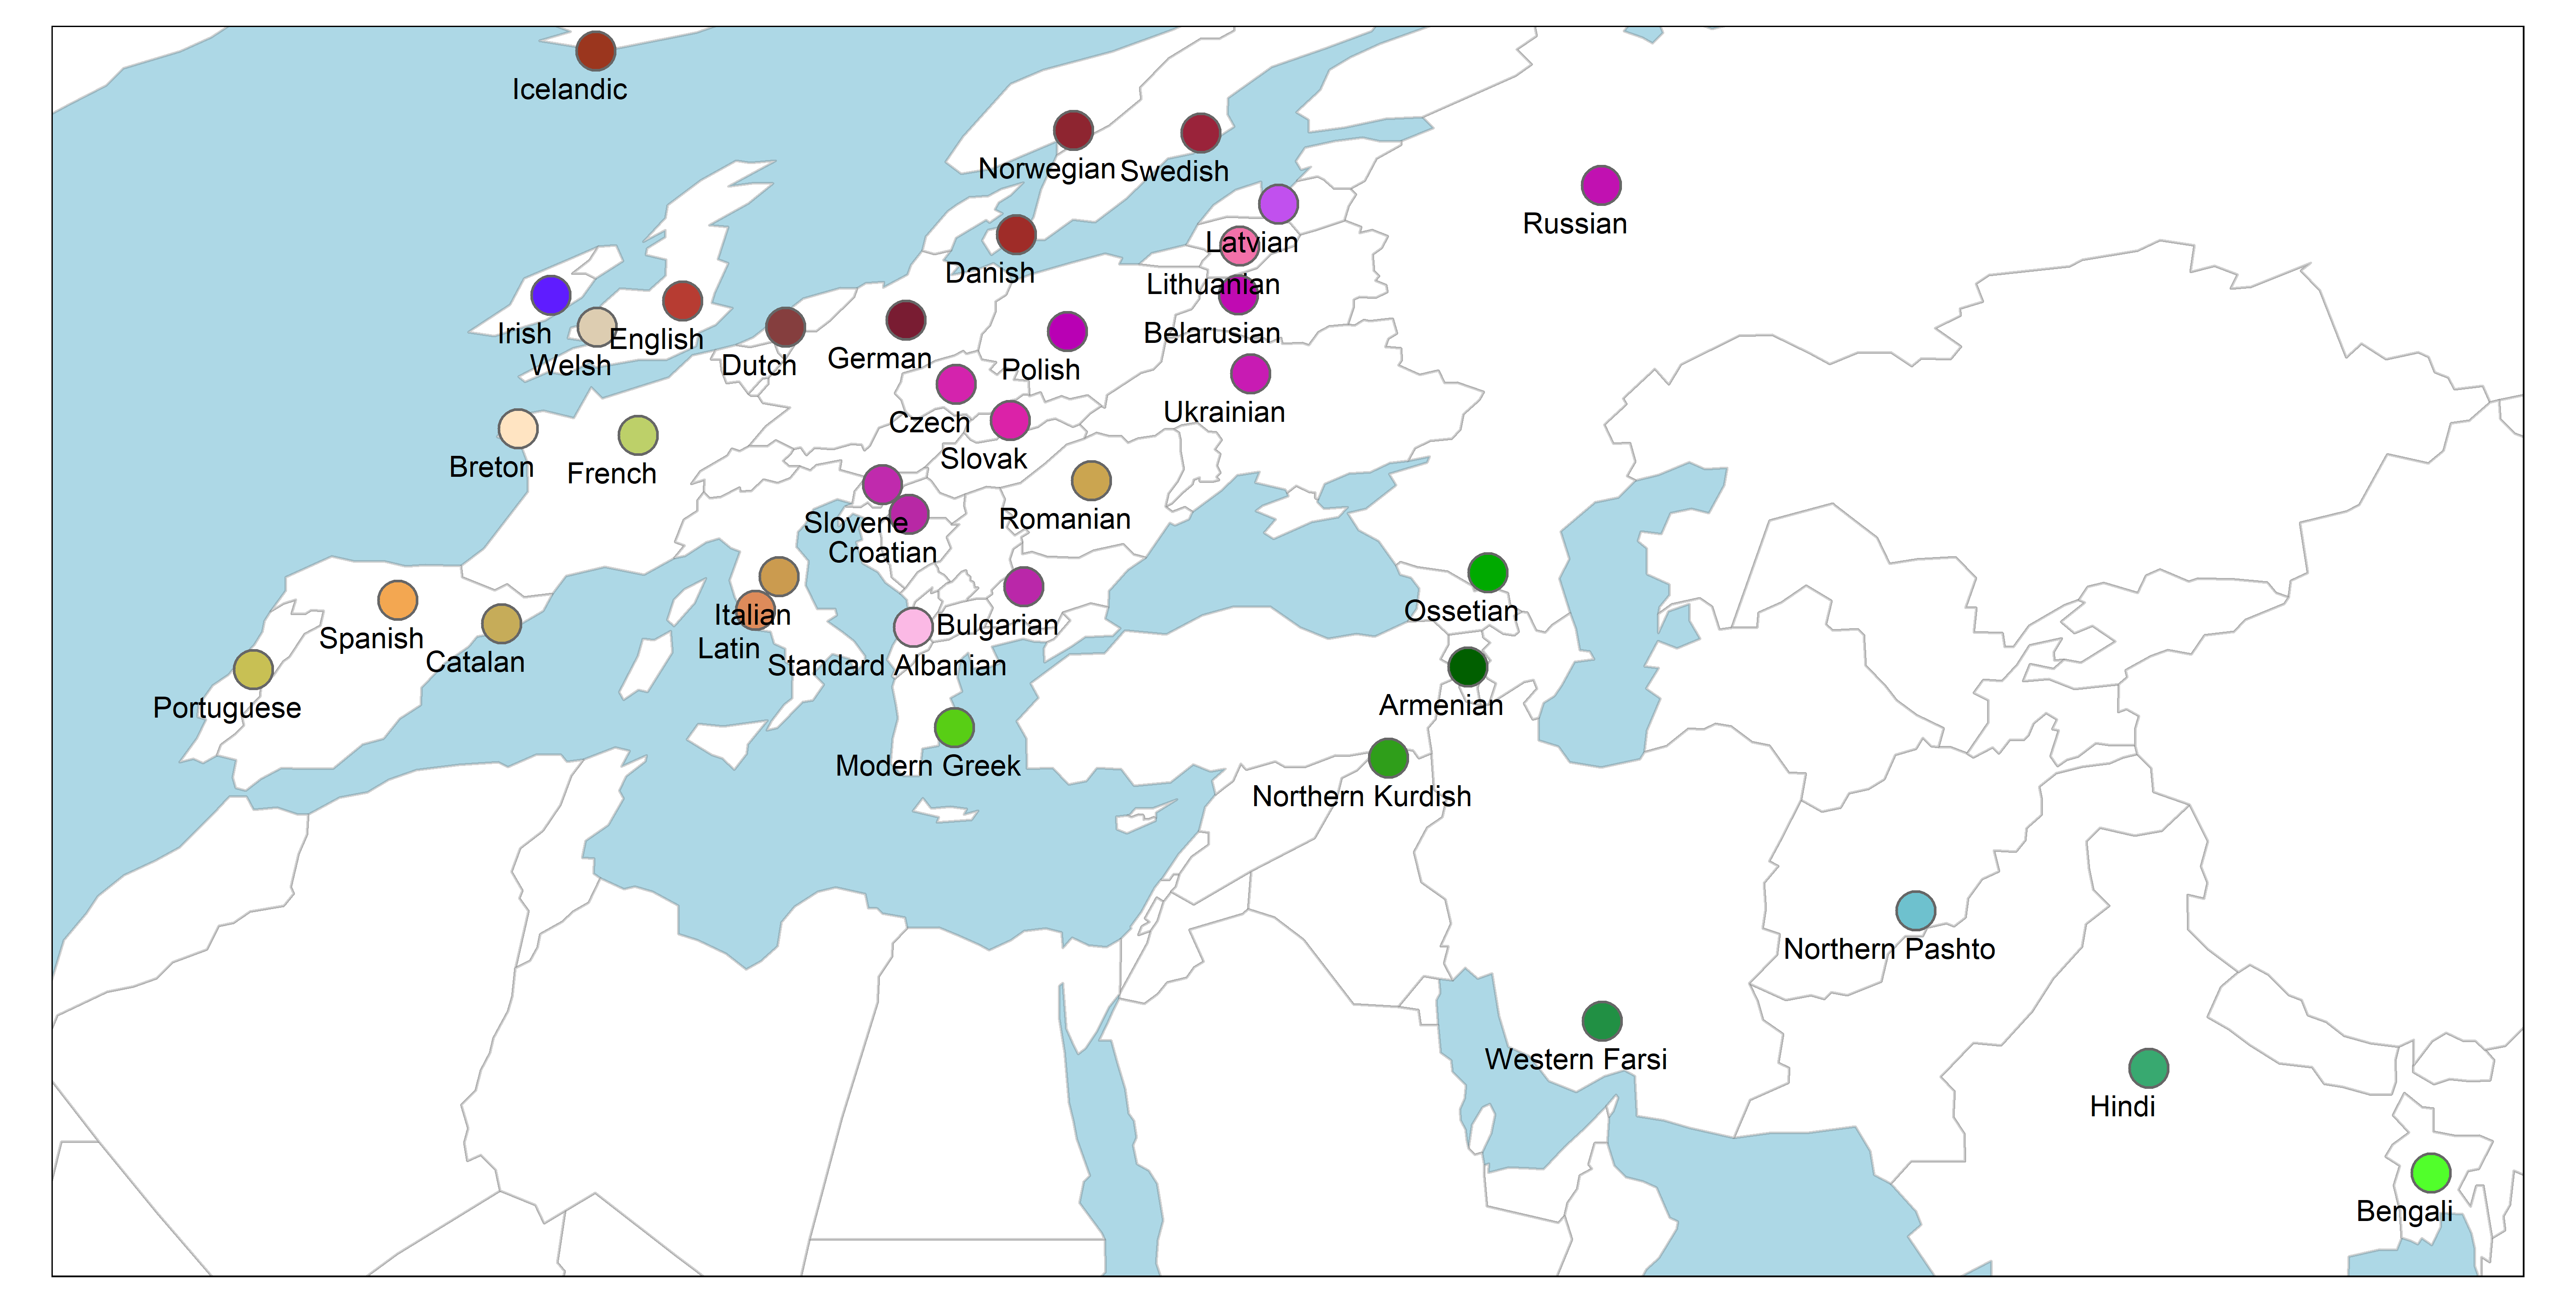 Icelandic
Norwegian
Swedish
Russian
Latvian
Danish
Lithuanian
Irish
English
Welsh
Dutch
German
Polish
Belarusian
Czech
Ukrainian
Slovak
Breton
French
Slovene
Romanian
Croatian
Italian
Ossetian
Spanish
Bulgarian
Latin
Catalan
Standard Albanian
Portuguese
Armenian
Modern Greek
Northern Kurdish
Northern Pashto
Western Farsi
Hindi
Bengali